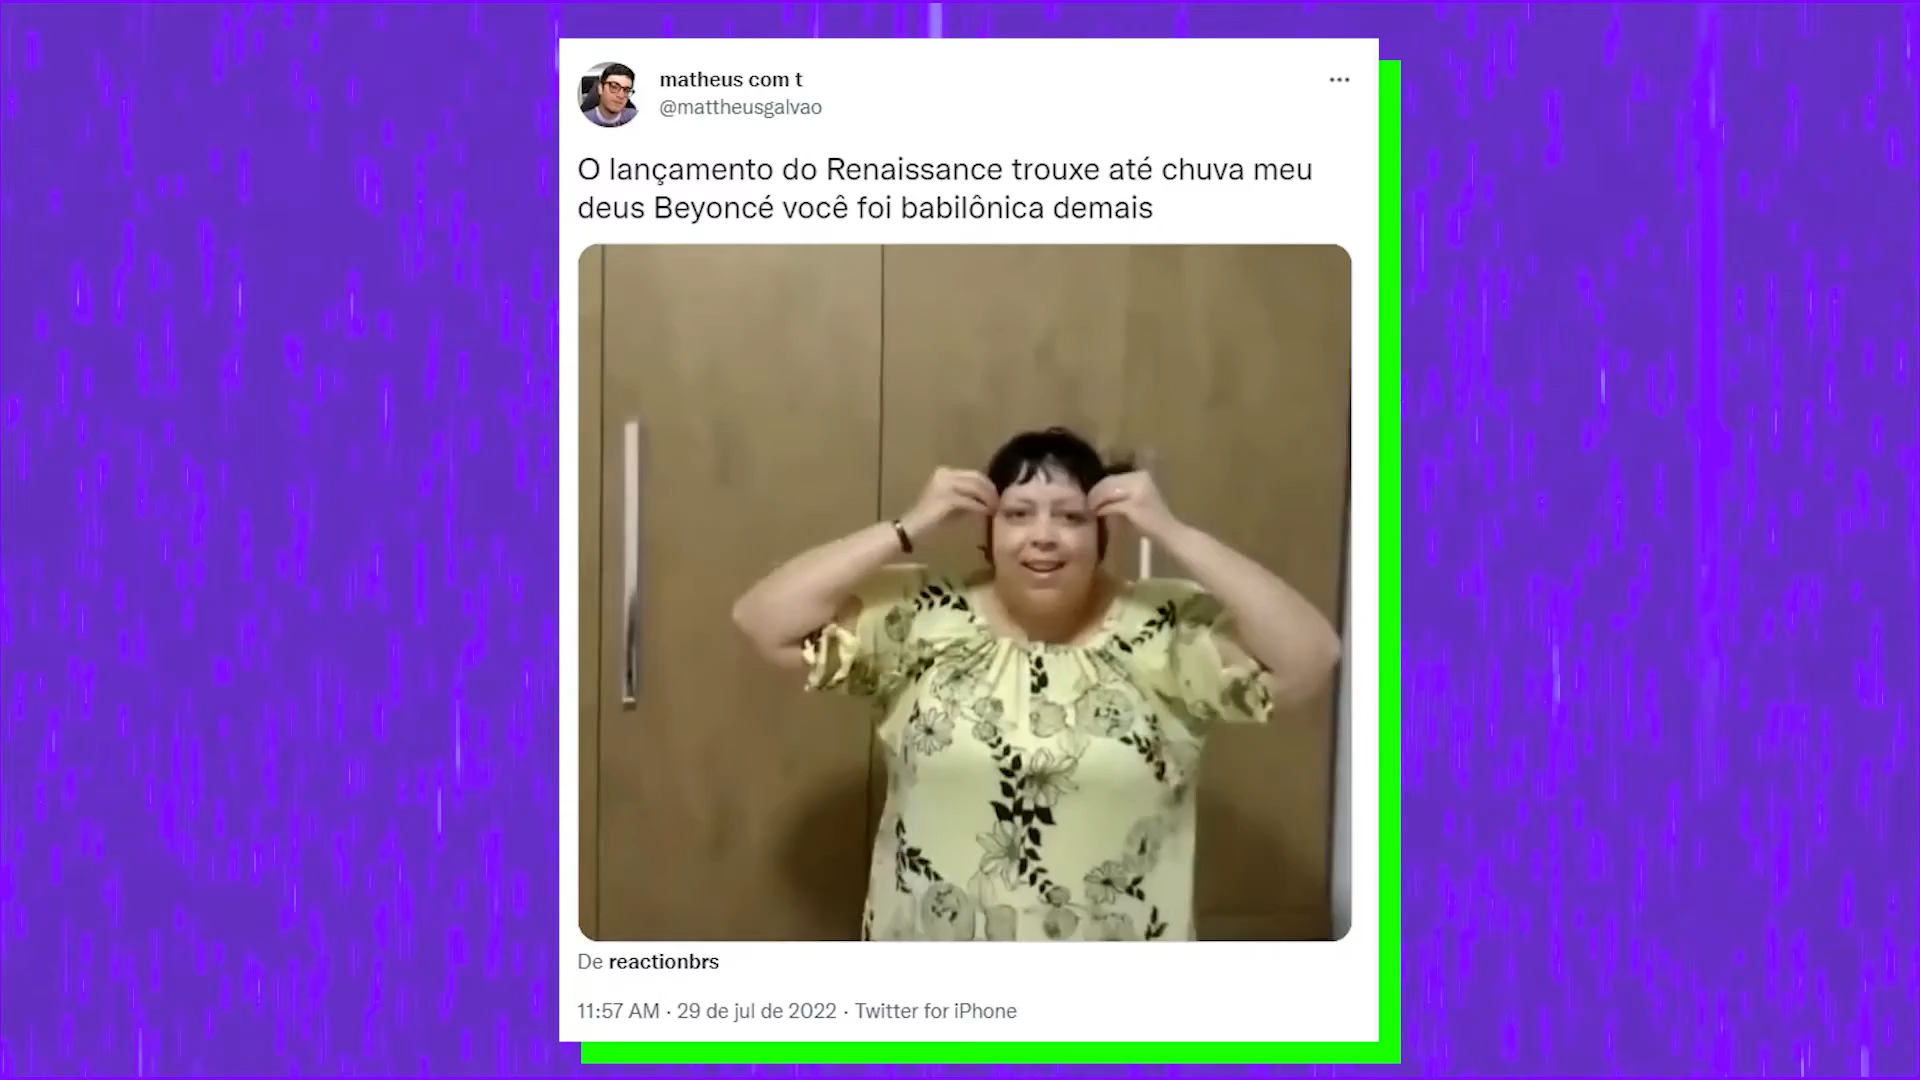 matheus com t
@mattheusgalvao
O lançamento do Renaissance trouxe até chuva meu
deus Beyoncé você foi babilônica demais
De reactionbrs
11:57 AM · 29 de jul de 2022 · Twitter for iPhone